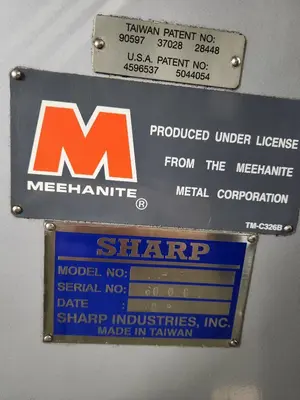 TAIWAN PATENT NO:
90597 37028 28448
U.S.A. PATENT NO:
4596537 5044054
M
MEEHANITE ®
PRODUCED UNDER LICENSE
FROM THE MEEHANITE
METAL CORPORATION
TM-C326B
SHARP
MODEL NO:
SERIAL NO:
DATE :
SHARP INDUSTRIES, INC.
MADE IN TAIWAN